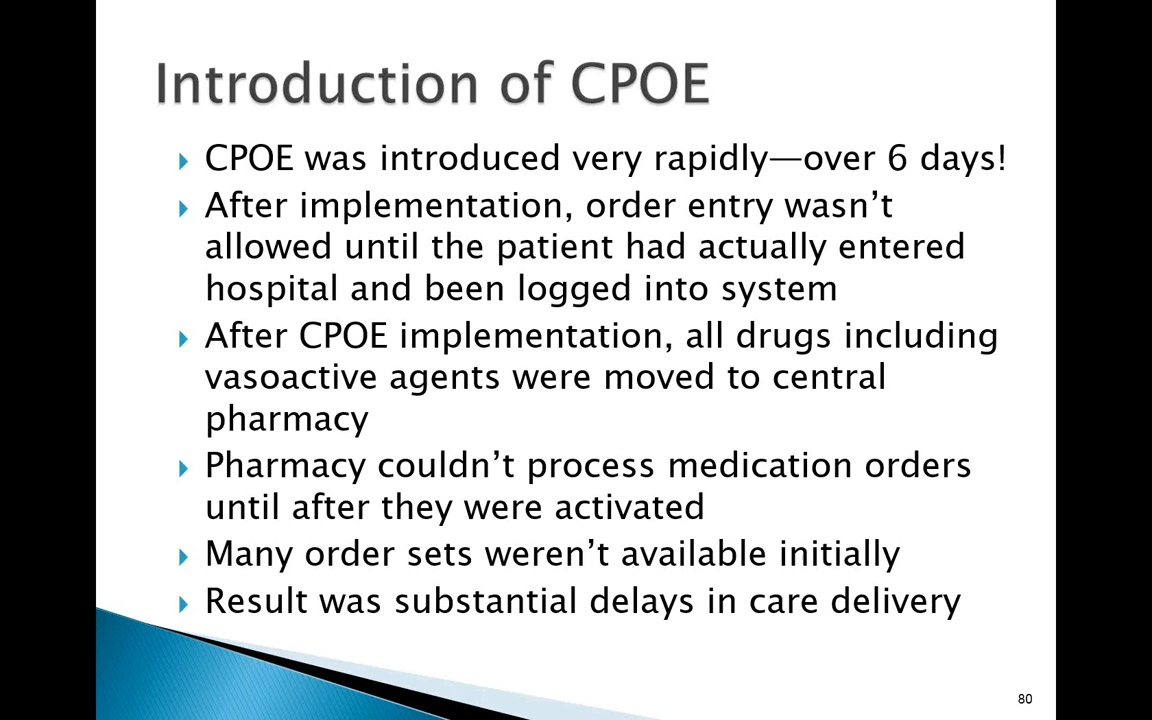 Introduction of CPOE
CPOE was introduced very rapidly—over 6 days!
After implementation, order entry wasn’t
allowed until the patient had actually entered
hospital and been logged into system
After CPOE implementation, all drugs including
vasoactive agents were moved to central
pharmacy
Pharmacy couldn’t process medication orders
until after they were activated
Many order sets weren’t available initially
Result was substantial delays in care delivery
80